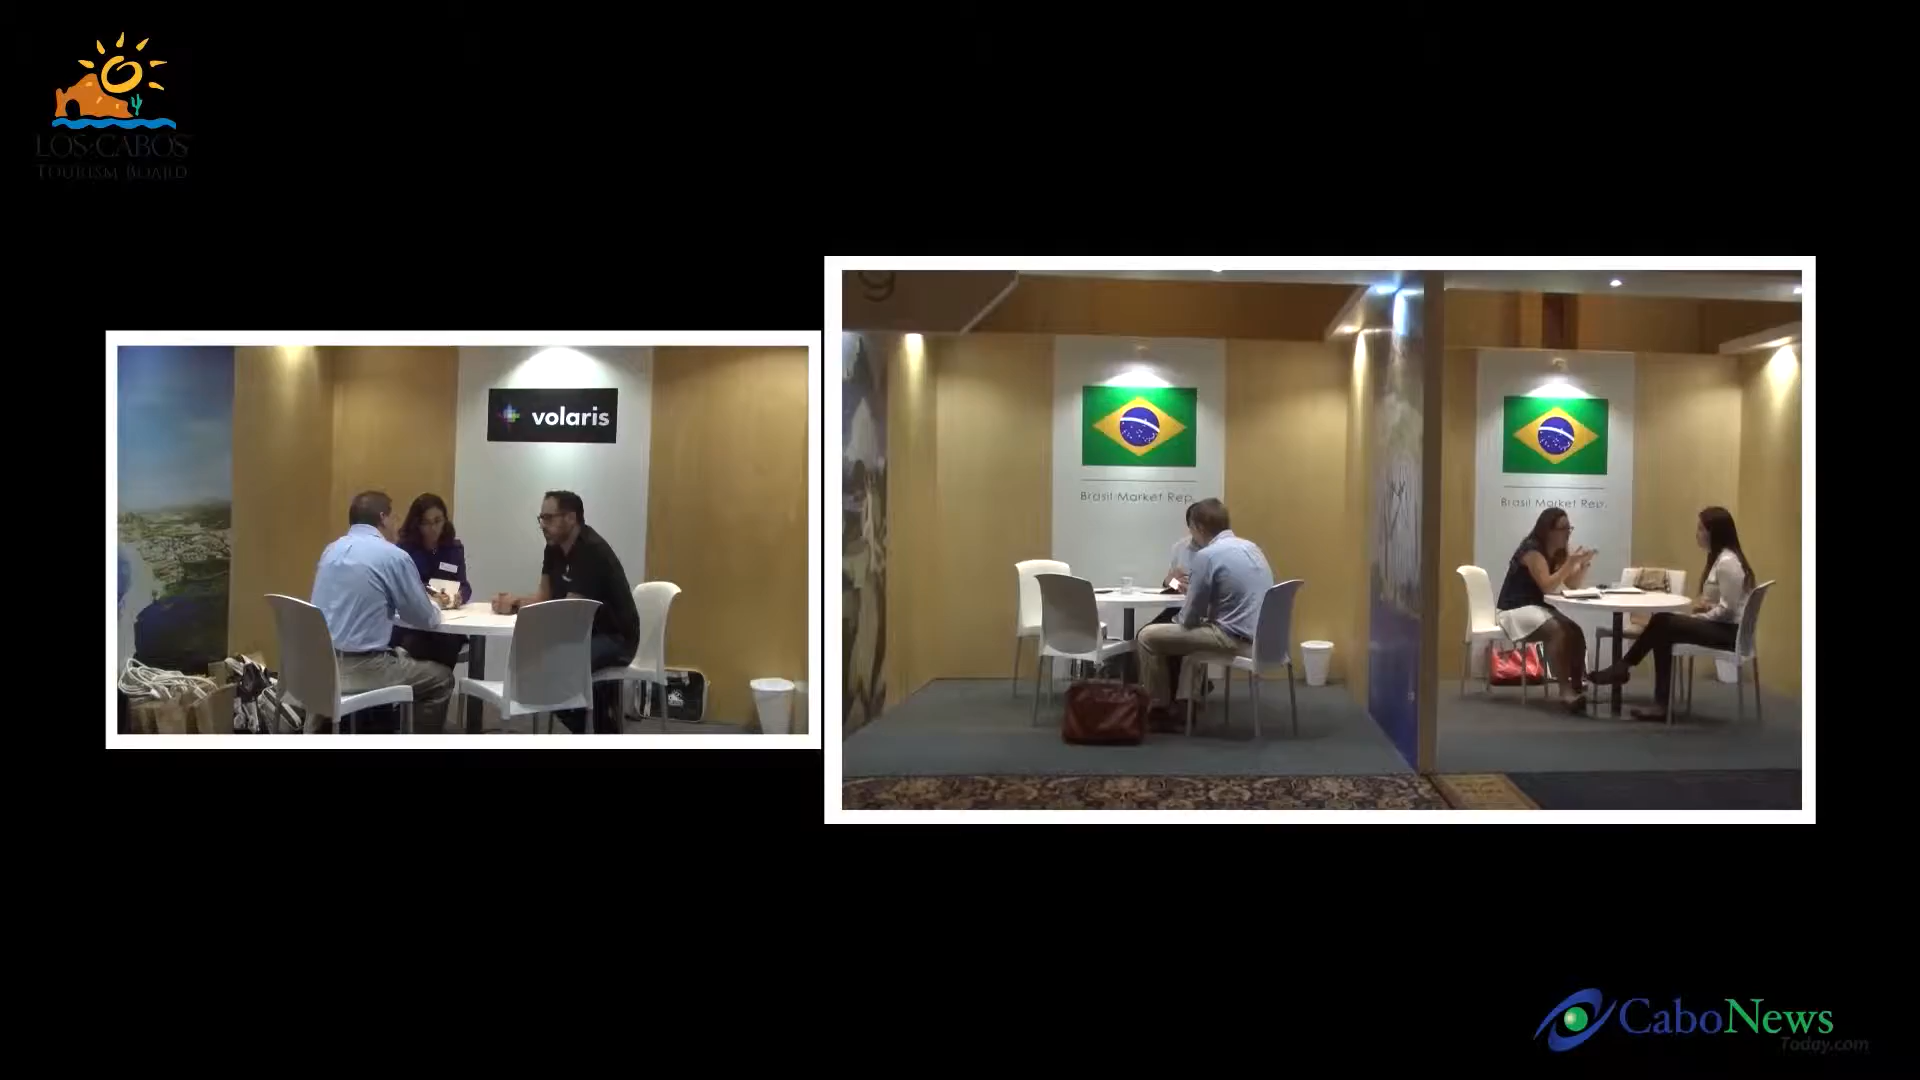 LOS CABOS
TOURISM BOARD
volaris
Brasil Market Rep.
Brasil Market Rep.
CaboNews
Today.com